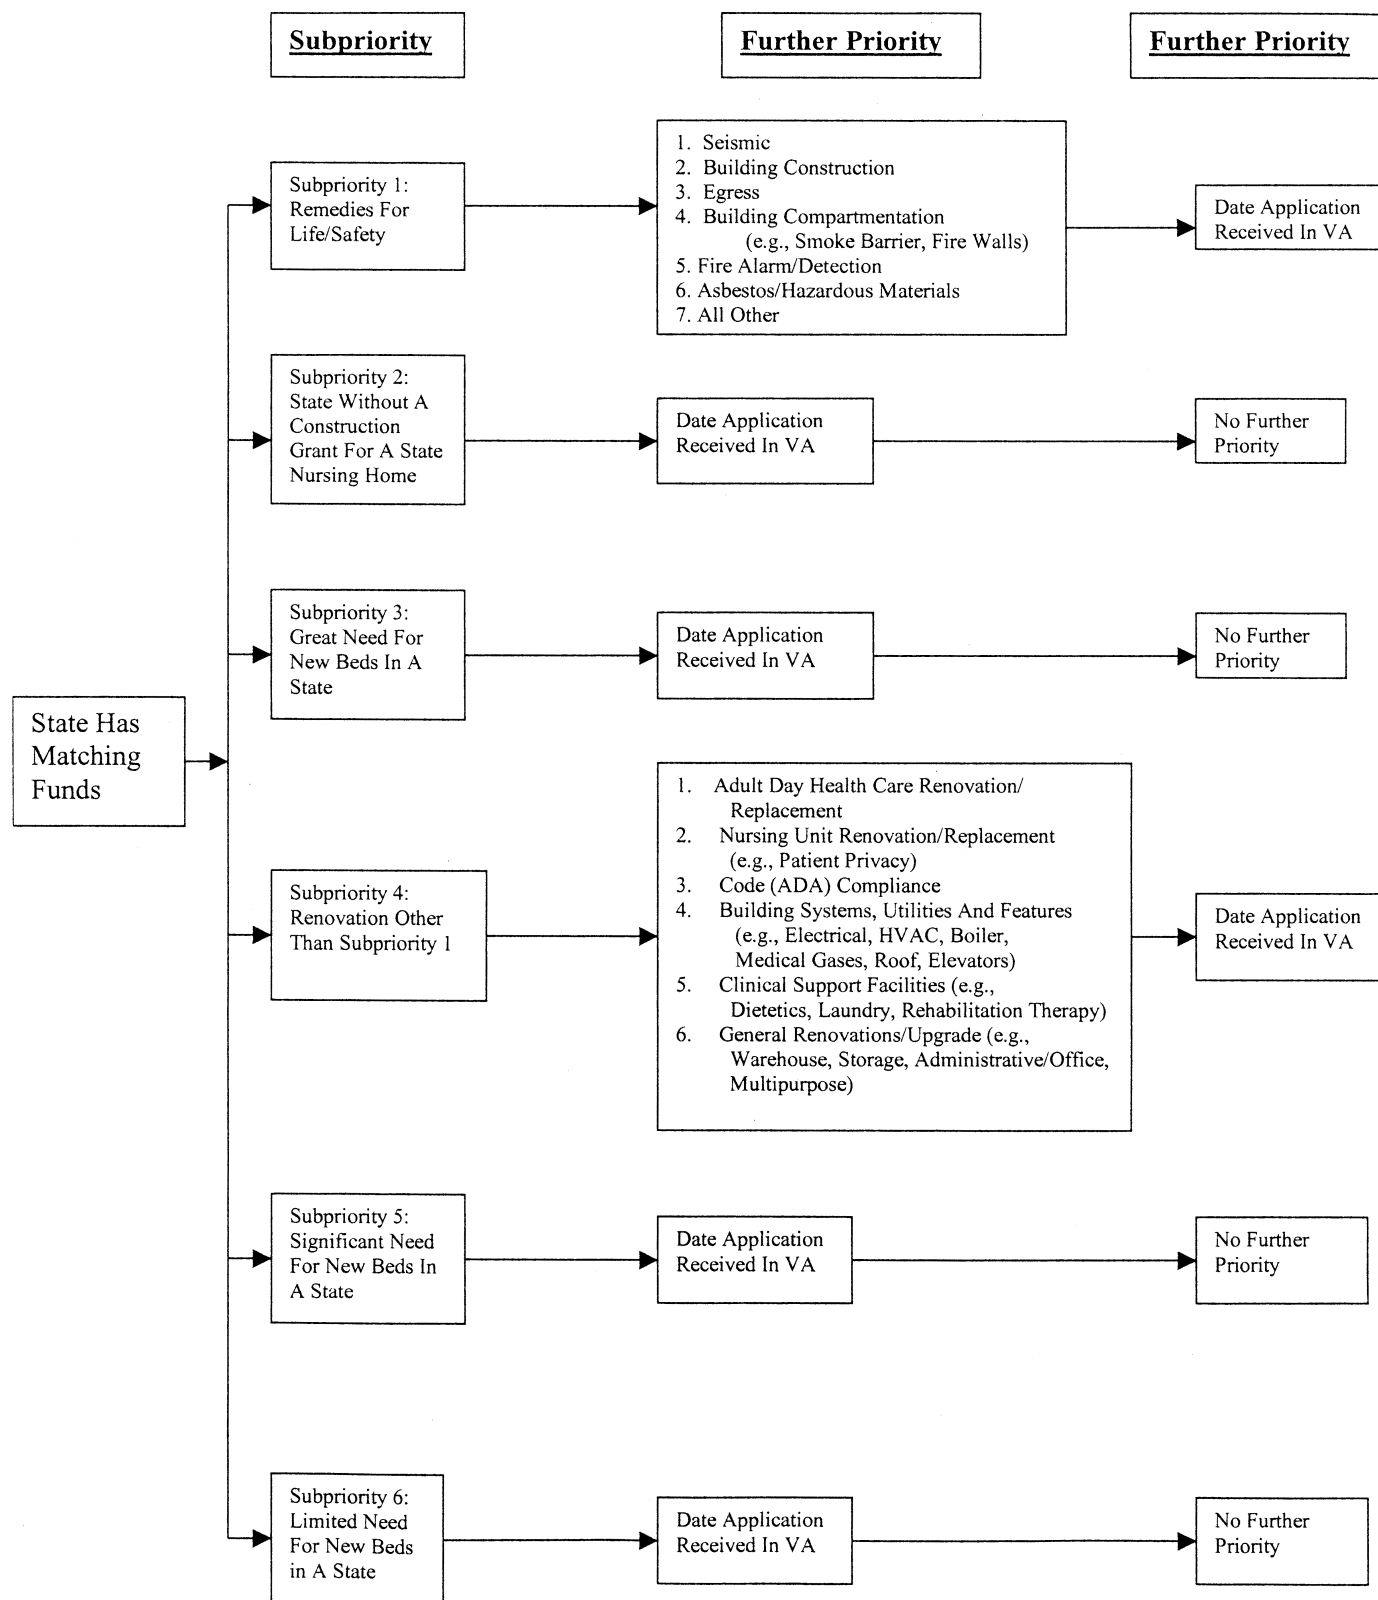 Subpriority
Further Priority
Further Priority
Subpriority 1:
Remedies For
Life/Safety
1. Seismic
2. Building Construction
3. Egress
4. Building Compartmentation
(e.g., Smoke Barrier, Fire Walls)
5. Fire Alarm/Detection
6. Asbestos/Hazardous Materials
7. All Other
Date Application
Received In VA
Subpriority 2:
State Without A
Construction
Grant For A State
Nursing Home
Date Application
Received In VA
No Further
Priority
Subpriority 3:
Great Need For
New Beds In A
State
Date Application
Received In VA
No Further
Priority
State Has
Matching
Funds
Subpriority 4:
Renovation Other
Than Subpriority 1
1. Adult Day Health Care Renovation/
Replacement
2. Nursing Unit Renovation/Replacement
(e.g., Patient Privacy)
3. Code (ADA) Compliance
4. Building Systems, Utilities And Features
(e.g., Electrical, HVAC, Boiler,
Medical Gases, Roof, Elevators)
5. Clinical Support Facilities (e.g.,
Dietetics, Laundry, Rehabilitation Therapy)
6. General Renovations/Upgrade (e.g.,
Warehouse, Storage, Administrative/Office,
Multipurpose)
Date Application
Received In VA
Subpriority 5:
Significant Need
For New Beds In
A State
Date Application
Received In VA
No Further
Priority
Subpriority 6:
Limited Need
For New Beds
in A State
Date Application
Received In VA
No Further
Priority